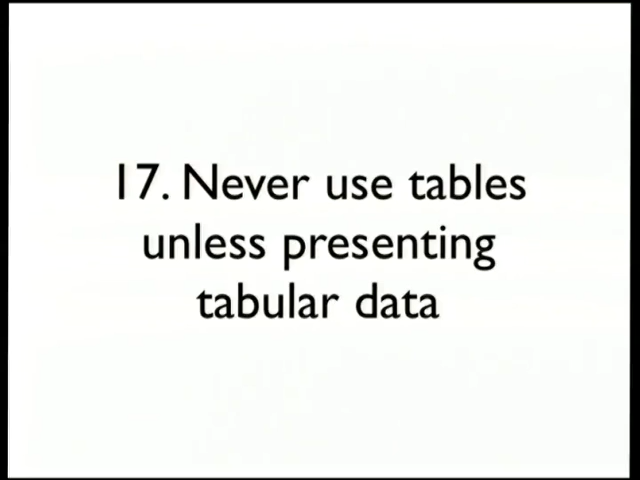 17. Never use tables
unless presenting
tabular data